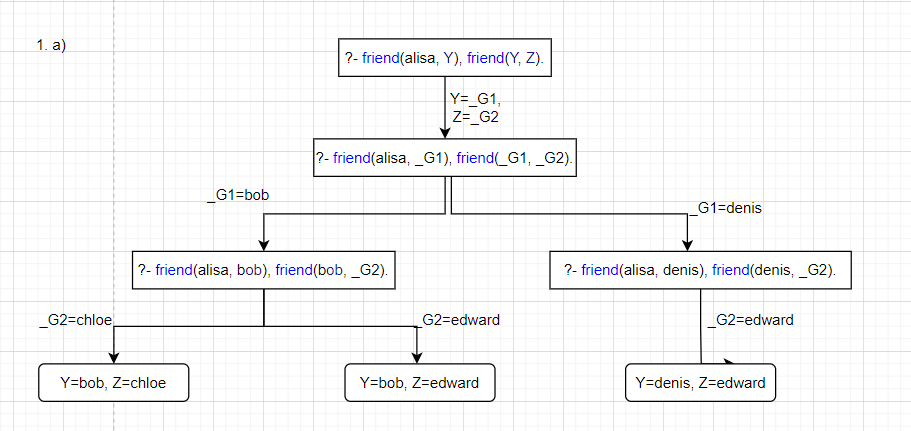 1. a)
?- friend(alisa, Y), friend(Y, Z).
Y=_G1,
Z=_G2
?- friend(alisa, _G1), friend(_G1, _G2).
_G1=bob
_G1=denis
?- friend(alisa, bob), friend(bob, _G2).
?- friend(alisa, denis), friend(denis, _G2).
_G2=chloe
_G2=edward
_G2=edward
Y=bob, Z=chloe
Y=bob, Z=edward
Y=denis, Z=edward